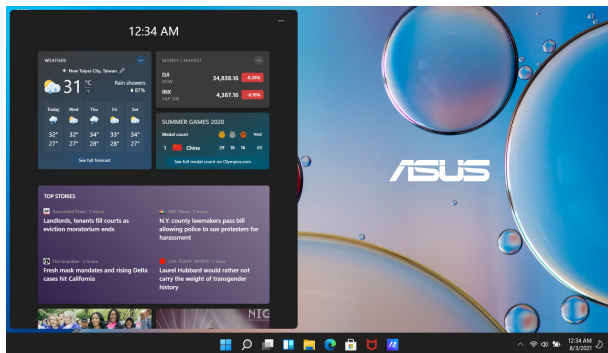 12:34 AM
WEATHER
New Taipei City, Taiwan
31 °C
°F
Rain showers
87%
Today Wed Thu Fri Sat
32° 32° 34° 33° 34°
27° 27° 28° 28° 27°
See full forecast
MONEY | MARKET
DJI
DOW
34,838.16 -0.28%
INX
S&P 500
4,387.16 -0.18%
SUMMER GAMES 2020
Medal count Total
1 China 29 18 16 63
See full medal count on Olympics.com
TOP STORIES
AP Associated Press · 2 hours
Landlords, tenants fill courts as
eviction moratorium ends
NBC News · 6 hours
N.Y. county lawmakers pass bill
allowing police to sue protesters for
harassment
The Guardian · 2 hours
Fresh mask mandates and rising Delta
cases hit California
USA TODAY SPORTS · 1 hour
Laurel Hubbard would rather not
carry the weight of transgender
history
NIG
ASUS
12:34 AM
8/3/2021